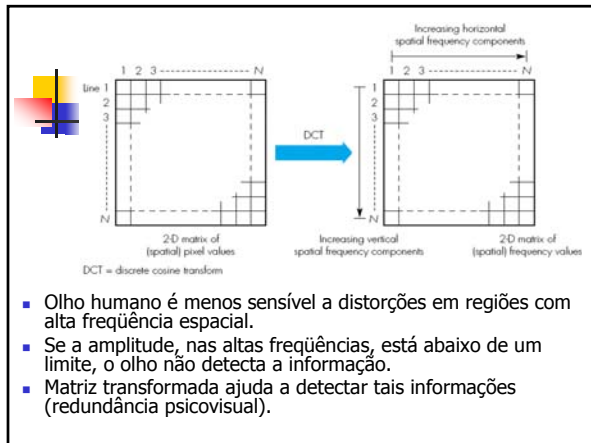 Increasing horizontal
spatial frequency components
1 2 3 N
1 2 3 N
Line 1
1
2
2
3
3
DCT
N
N
2-D matrix of
(spatial) pixel values
Increasing vertical
spatial frequency components
2-D matrix of
(spatial) frequency values
DCT = discrete cosine transform
▪ Olho humano é menos sensível a distorções em regiões com
alta freqüência espacial.
▪ Se a amplitude, nas altas freqüências, está abaixo de um
limite, o olho não detecta a informação.
▪ Matriz transformada ajuda a detectar tais informações
(redundância psicovisual).